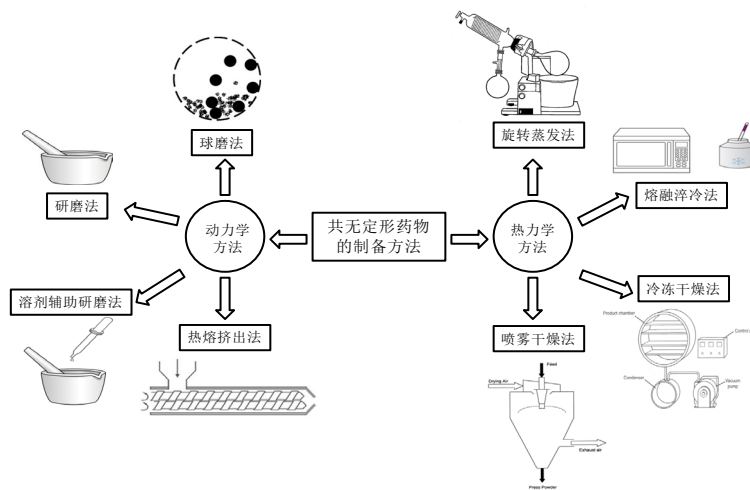 球磨法
旋转蒸发法
研磨法
熔融淬冷法
动力学
方法
共无定形药物
的制备方法
热力学
方法
溶剂辅助研磨法
冷冻干燥法
热熔挤出法
喷雾干燥法
Product chamber
Control
Condenser
Vacuum
pump
Feed
Drying Air
Exhaust air
Press Powder